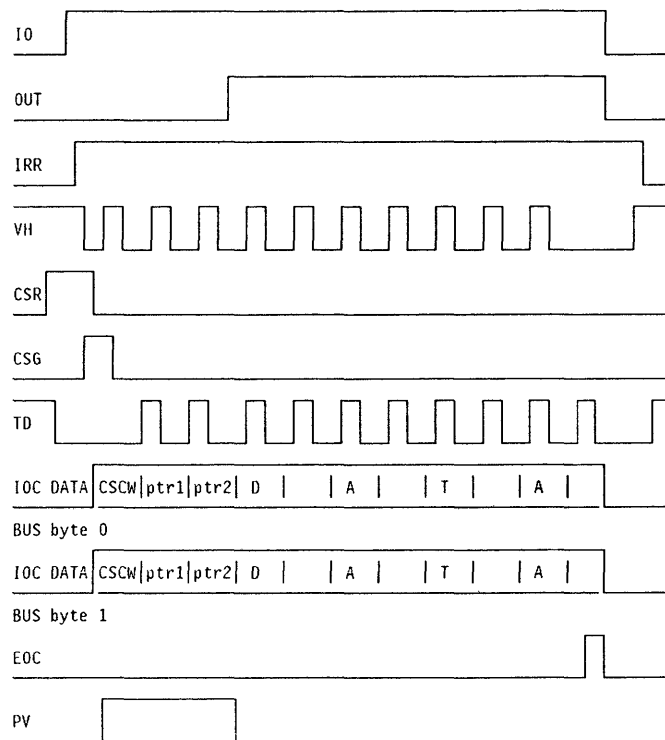 IO
OUT
IRR
VH
CSR
CSG
TD
IOC DATA CSCW|ptr1|ptr2| D | | A | | T | | A |
BUS byte 0
IOC DATA CSCW|ptr1|ptr2| D | | A | | T | | A |
BUS byte 1
EOC
PV